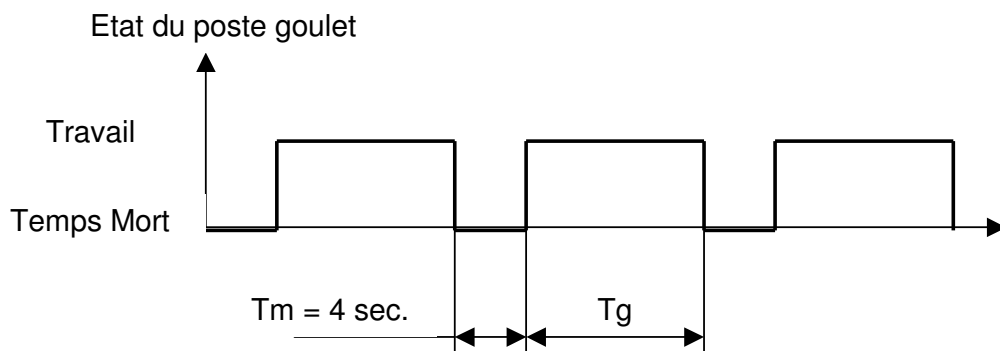 Etat du poste goulet
Travail
Temps Mort
Tm = 4 sec.
Tg